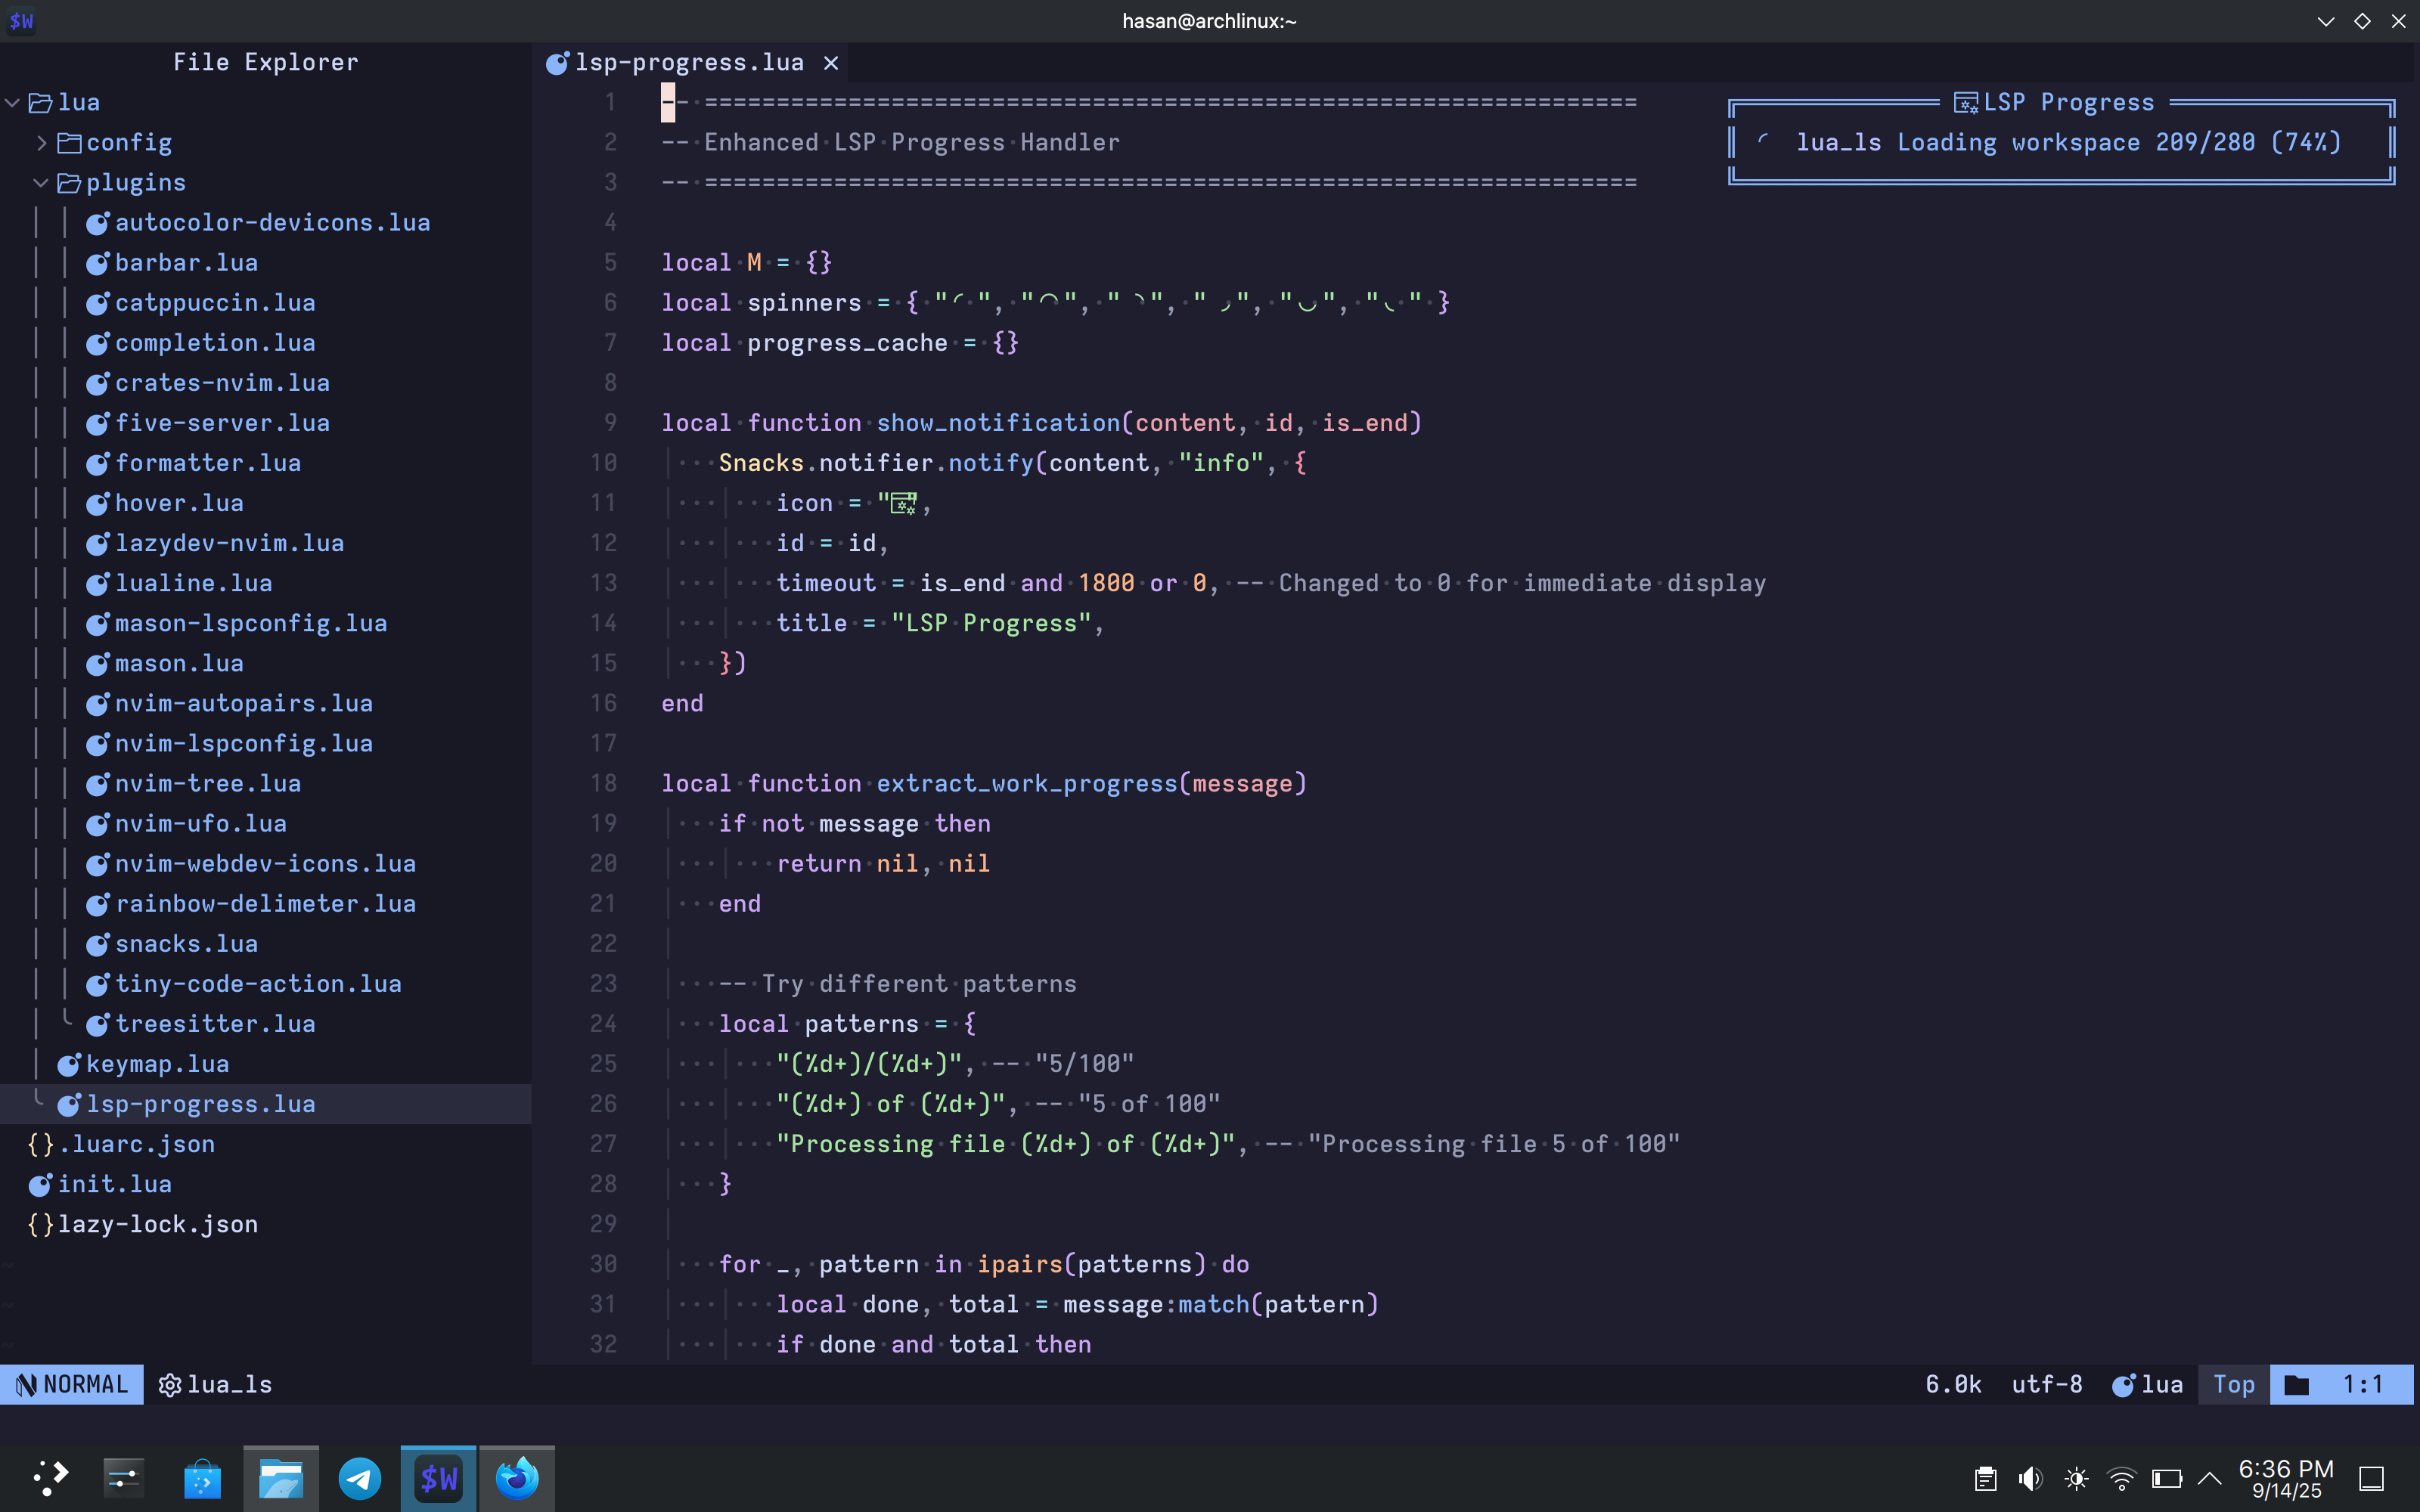 $W
hasan@archlinux:~
File Explorer
lua
config
plugins
autocolor-devicons.lua
barbar.lua
catppuccin.lua
completion.lua
crates-nvim.lua
five-server.lua
formatter.lua
hover.lua
lazydev-nvim.lua
lualine.lua
mason-lspconfig.lua
mason.lua
nvim-autopairs.lua
nvim-lspconfig.lua
nvim-tree.lua
nvim-ufo.lua
nvim-webdev-icons.lua
rainbow-delimeter.lua
snacks.lua
tiny-code-action.lua
treesitter.lua
keymap.lua
lsp-progress.lua
{} .luarc.json
init.lua
{} lazy-lock.json
lsp-progress.lua ×
1 -- =================================================================
2 -- Enhanced LSP Progress Handler
3 -- =================================================================
4
5 local M = {}
6 local spinners = { "◜ ", "◠", " ◝", " ◞", "◡", "◟ " }
7 local progress_cache = {}
8
9 local function show_notification(content, id, is_end)
10 Snacks.notifier.notify(content, "info", {
11 icon = "",
12 id = id,
13 timeout = is_end and 1800 or 0, -- Changed to 0 for immediate display
14 title = "LSP Progress",
15 })
16 end
17
18 local function extract_work_progress(message)
19 if not message then
20 return nil, nil
21 end
22
23 -- Try different patterns
24 local patterns = {
25 "(%d+)/(%d+)", -- "5/100"
26 "(%d+) of (%d+)", -- "5 of 100"
27 "Processing file (%d+) of (%d+)", -- "Processing file 5 of 100"
28 }
29
30 for _, pattern in ipairs(patterns) do
31 local done, total = message:match(pattern)
32 if done and total then
LSP Progress
◜ lua_ls Loading workspace 209/280 (74%)
NORMAL lua_ls 6.0k utf-8 lua Top 1:1
$W
6:36 PM
9/14/25